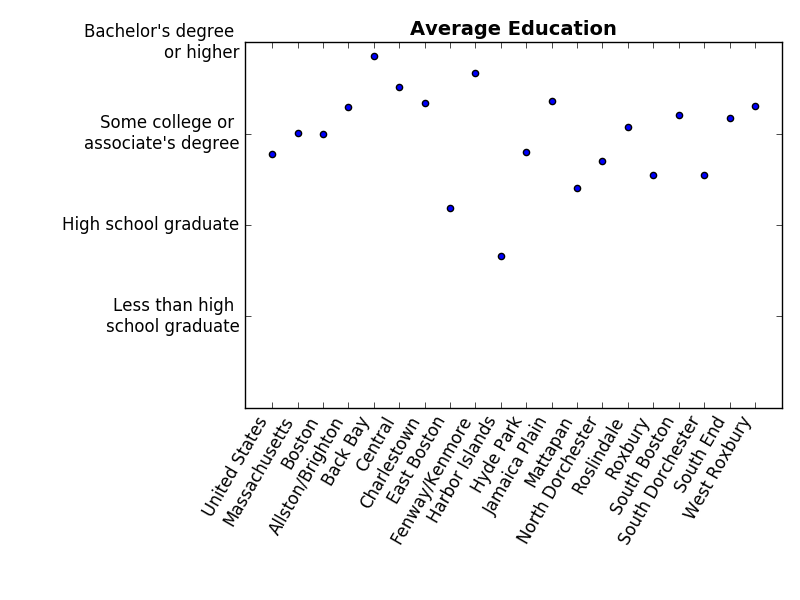 Average Education
Bachelor's degree
or higher
Some college or
associate's degree
High school graduate
Less than high
school graduate
United States
Massachusetts
Boston
Allston/Brighton
Back Bay
Central
Charlestown
East Boston
Fenway/Kenmore
Harbor Islands
Hyde Park
Jamaica Plain
Mattapan
North Dorchester
Roslindale
Roxbury
South Boston
South Dorchester
South End
West Roxbury